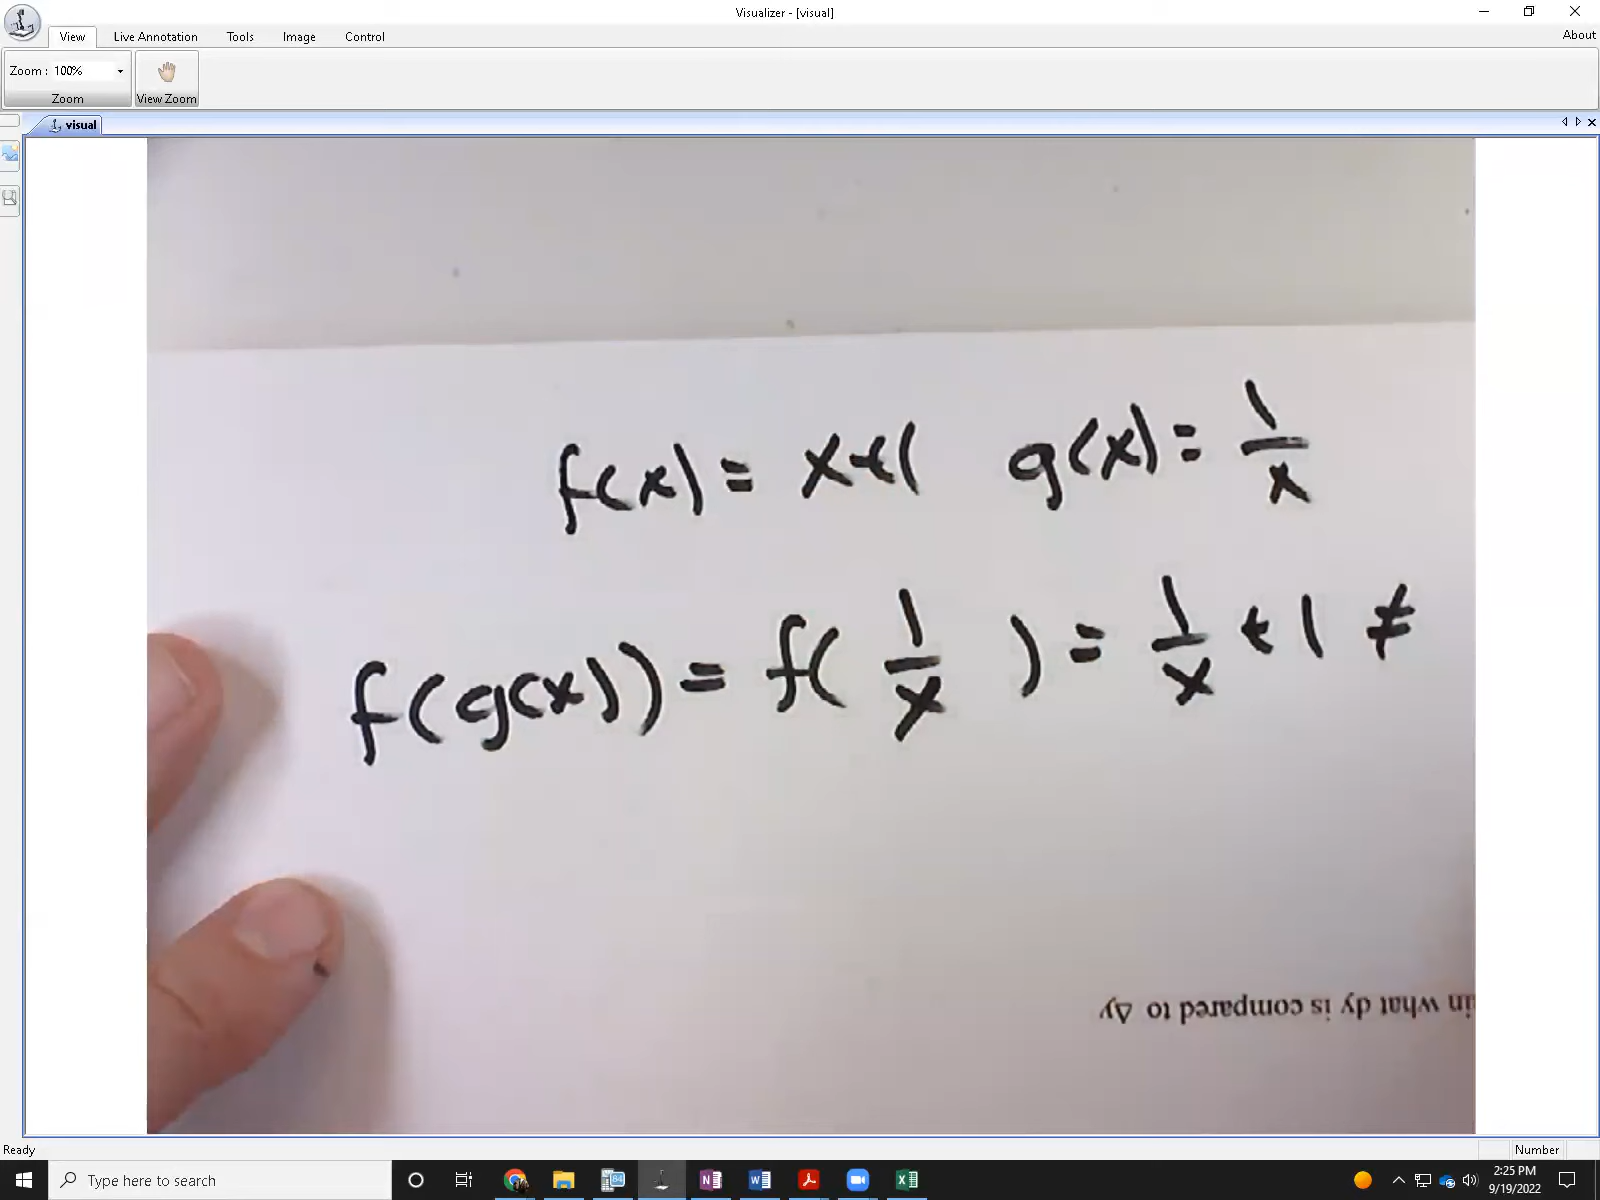 Visualizer - [visual]
View Live Annotation Tools Image Control About
Zoom : 100%
Zoom View Zoom
visual
f(x) = x+1 g(x) = 1/x
f(g(x)) = f( 1/x ) = 1/x + 1 ≠
in what dy is compared to Δy
Ready Number
Type here to search
84
2:25 PM
9/19/2022